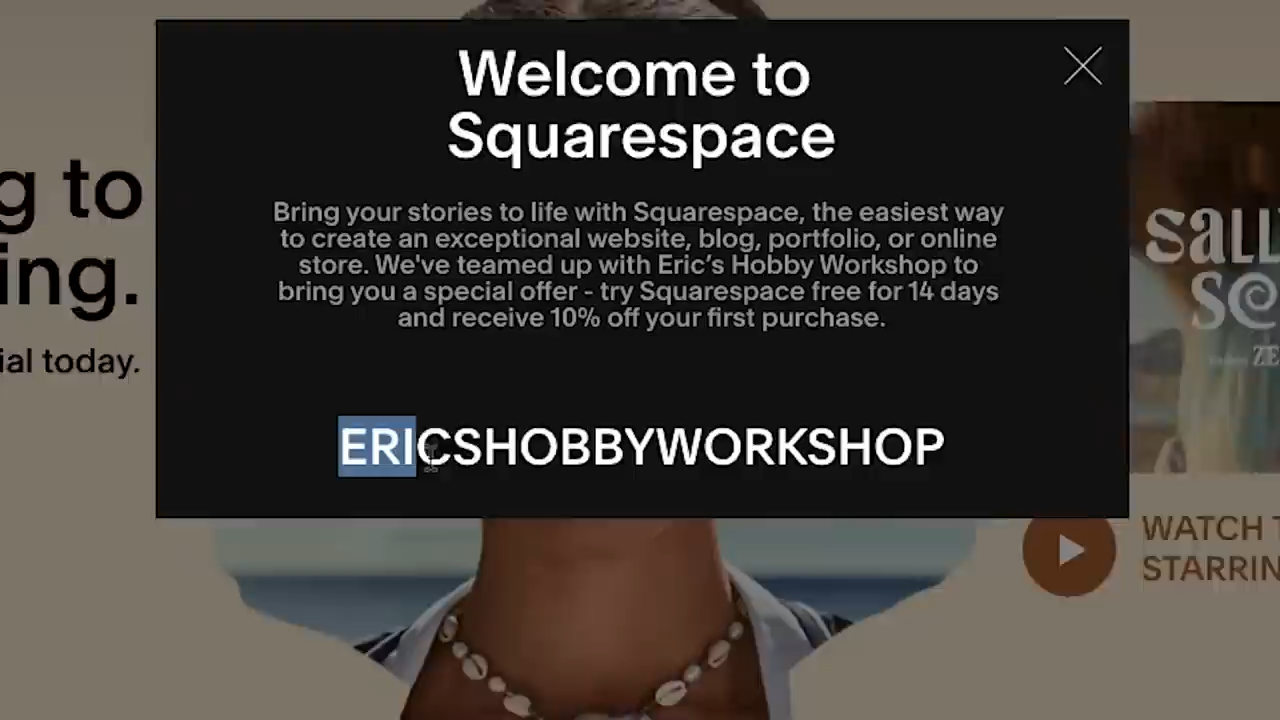 Welcome to
Squarespace
Bring your stories to life with Squarespace, the easiest way
to create an exceptional website, blog, portfolio, or online
store. We've teamed up with Eric’s Hobby Workshop to
bring you a special offer - try Squarespace free for 14 days
and receive 10% off your first purchase.
ERICSHOBBYWORKSHOP
g to
ing.
ial today.
SALL
SO
WATCH T
STARRIN